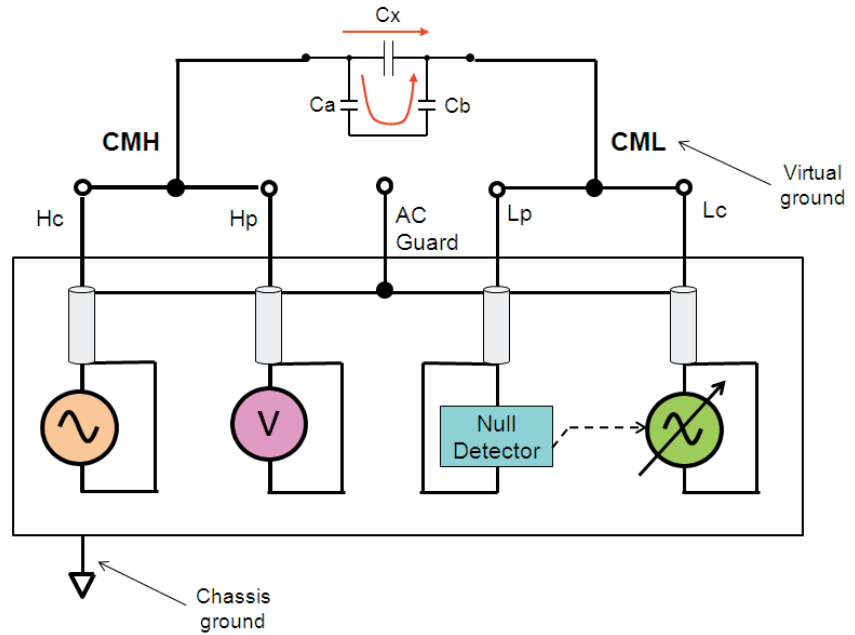 Cx
Ca
Cb
CMH
CML
Virtual
ground
Hc
Hp
AC
Guard
Lp
Lc
V
Null
Detector
Chassis
ground